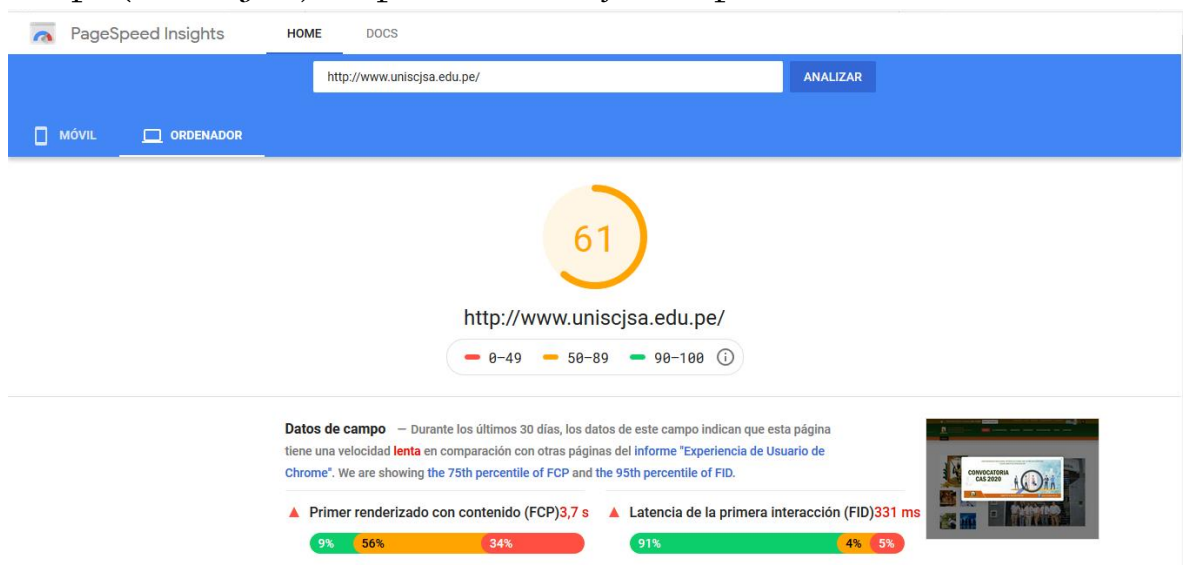 PageSpeed Insights HOME DOCS
http://www.uniscjsa.edu.pe/ ANALIZAR
MÓVIL ORDENADOR
61
http://www.uniscjsa.edu.pe/
0–49 50–89 90–100
Datos de campo — Durante los últimos 30 días, los datos de este campo indican que esta página
tiene una velocidad lenta en comparación con otras páginas del informe "Experiencia de Usuario de
Chrome". We are showing the 75th percentile of FCP and the 95th percentile of FID.
Primer renderizado con contenido (FCP)3,7 s
9% 56% 34%
Latencia de la primera interacción (FID)331 ms
91% 4% 5%
CONVOCATORIA
CAS 2020